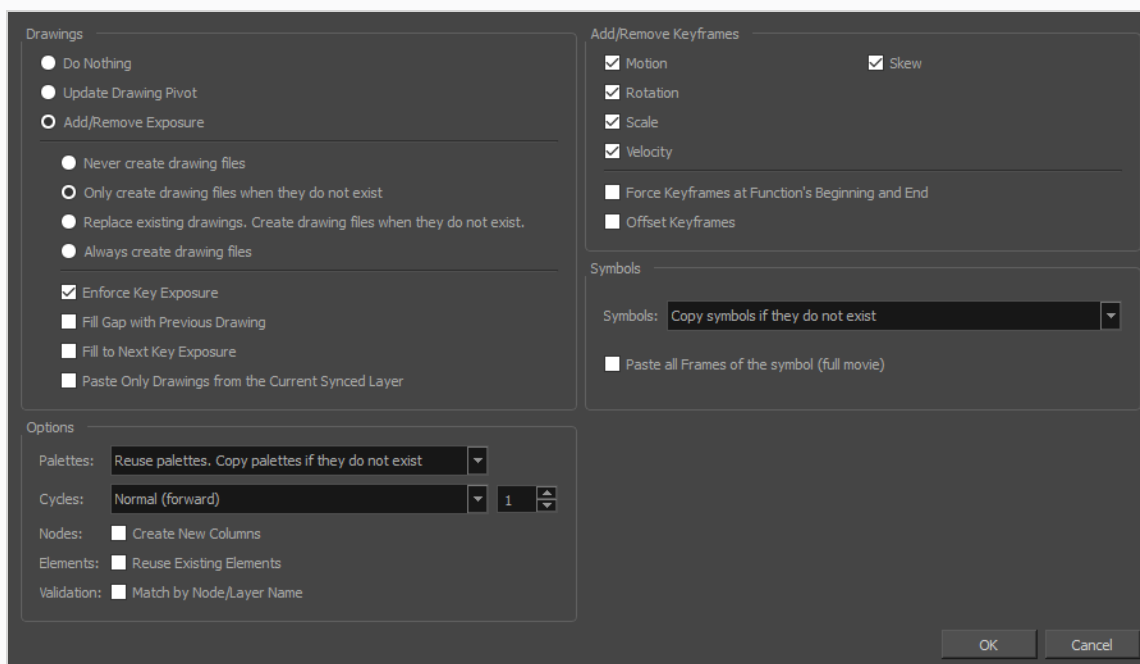 Drawings
Do Nothing
Update Drawing Pivot
Add/Remove Exposure
Never create drawing files
Only create drawing files when they do not exist
Replace existing drawings. Create drawing files when they do not exist.
Always create drawing files
Enforce Key Exposure
Fill Gap with Previous Drawing
Fill to Next Key Exposure
Paste Only Drawings from the Current Synced Layer
Options
Palettes: Reuse palettes. Copy palettes if they do not exist
Cycles: Normal (forward) 1
Nodes: Create New Columns
Elements: Reuse Existing Elements
Validation: Match by Node/Layer Name
Add/Remove Keyframes
Motion Skew
Rotation
Scale
Velocity
Force Keyframes at Function's Beginning and End
Offset Keyframes
Symbols
Symbols: Copy symbols if they do not exist
Paste all Frames of the symbol (full movie)
OK Cancel